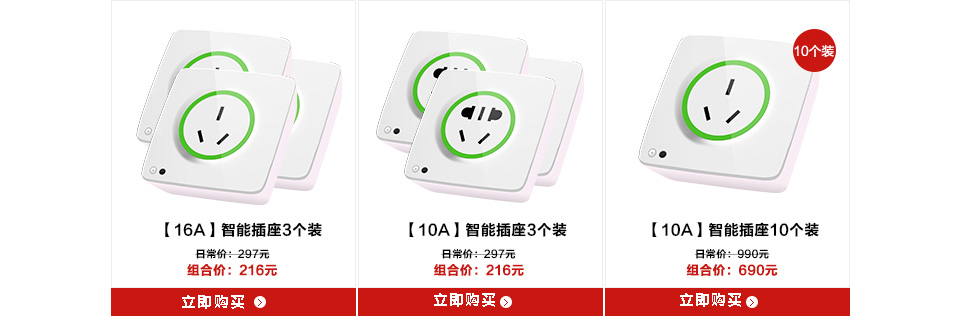 【16A】智能插座3个装
日常价：297元
组合价：216元
立即购买
【10A】智能插座3个装
日常价：297元
组合价：216元
立即购买
10个装
【10A】智能插座10个装
日常价：990元
组合价：690元
立即购买